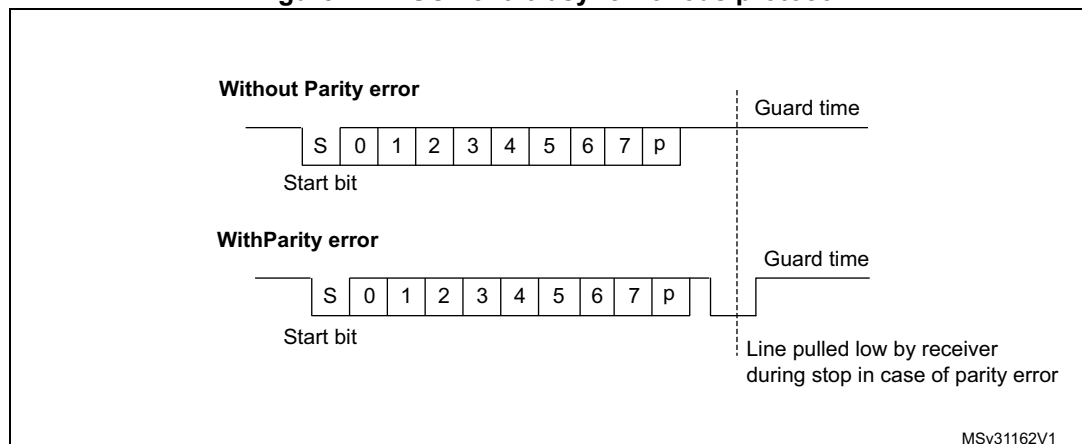 Without Parity error
Guard time
S 0 1 2 3 4 5 6 7 p
Start bit
WithParity error
Guard time
S 0 1 2 3 4 5 6 7 p
Start bit
Line pulled low by receiver
during stop in case of parity error
MSv31162V1